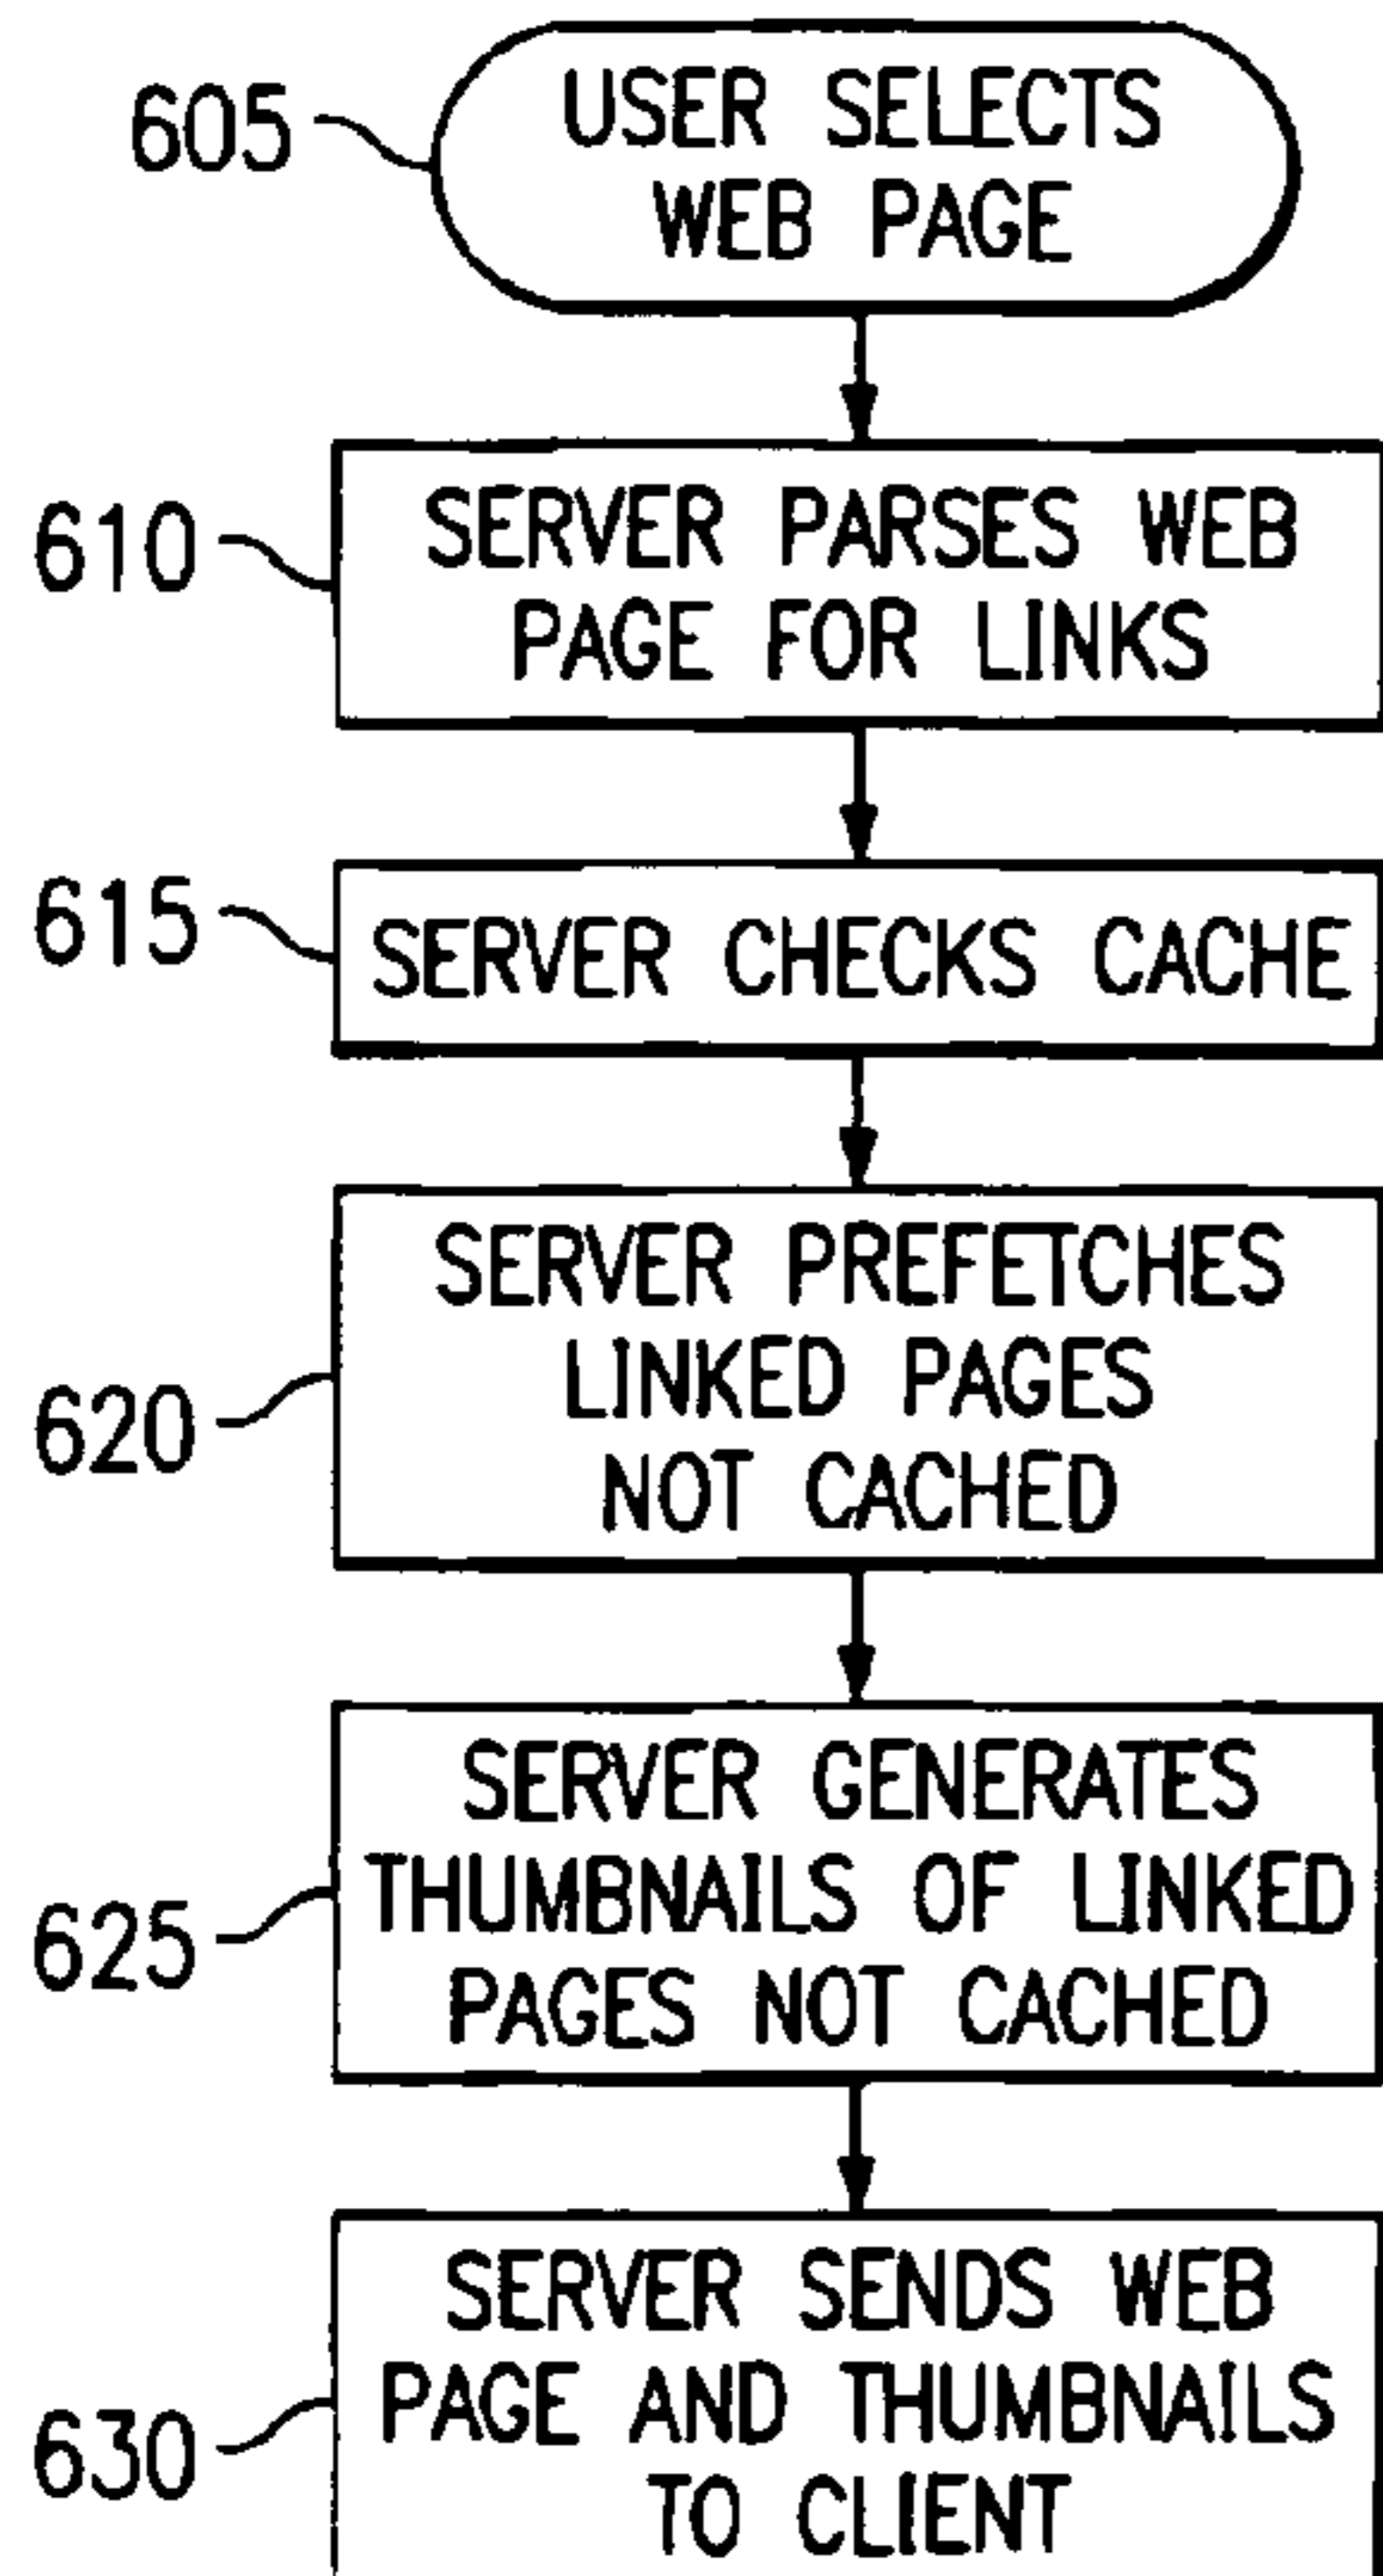 605
USER SELECTS
WEB PAGE
610
SERVER PARSES WEB
PAGE FOR LINKS
615
SERVER CHECKS CACHE
620
SERVER PREFETCHES
LINKED PAGES
NOT CACHED
625
SERVER GENERATES
THUMBNAILS OF LINKED
PAGES NOT CACHED
630
SERVER SENDS WEB
PAGE AND THUMBNAILS
TO CLIENT